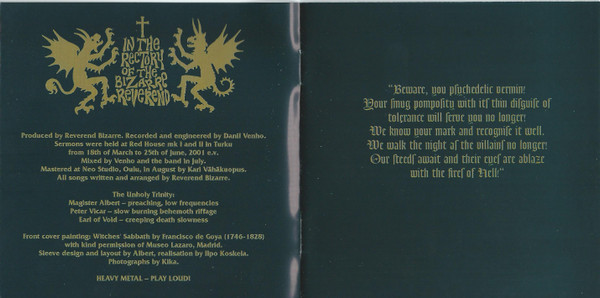 IN THE
RECTORY
OF THE
BIZARRE
REVEREND
Produced by Reverend Bizarre. Recorded and engineered by Danil Venho.
Sermons were held at Red House mk I and II in Turku
from 18th of March to 25th of June, 2001 e.v.
Mixed by Venho and the band in July.
Mastered at Neo Studio, Oulu, in August by Kari Vähäkuopus.
All songs written and arranged by Reverend Bizarre.
The Unholy Trinity:
Magister Albert – preaching, low frequencies
Peter Vicar – slow burning behemoth riffage
Earl of Void – creeping death slowness
Front cover painting: Witches' Sabbath by Francisco de Goya (1746-1828)
with kind permission of Museo Lazaro, Madrid.
Sleeve design and layout by Albert, realisation by Ilpo Koskela.
Photographs by Kika.
HEAVY METAL – PLAY LOUD!
"Beware, you psychedelic vermin!
Your smug pomposity with its thin disguise of
tolerance will serve you no longer!
We know your mark and recognise it well.
We walk the night as the villains no longer!
Our steeds await and their eyes are ablaze
with the fires of Hell!"